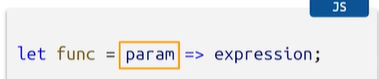 JS
let func = param => expression;